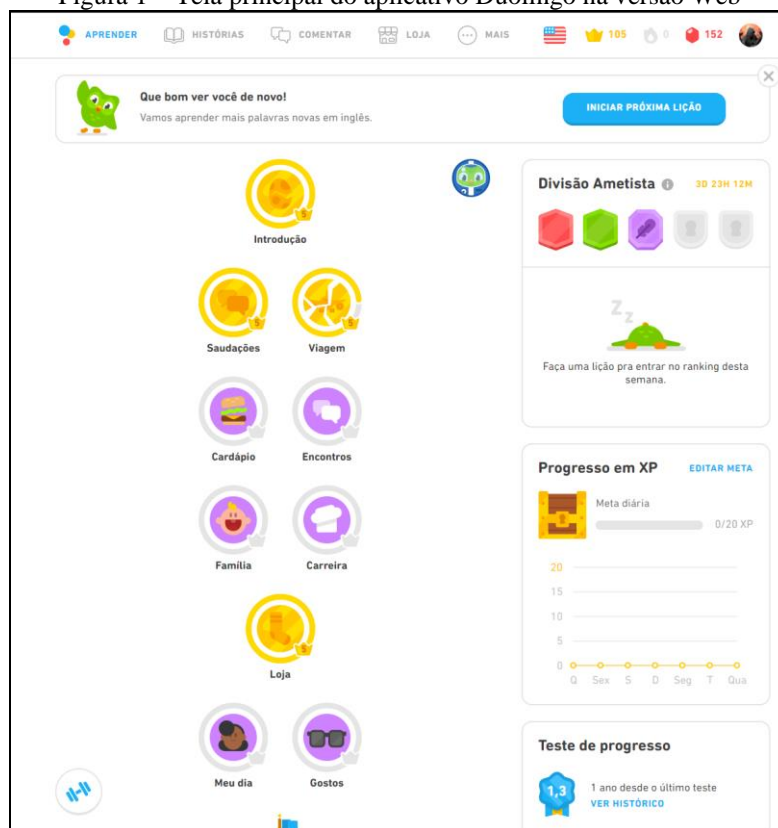 Figura 1 – Tela principal do aplicativo Duolingo na versão Web
APRENDER HISTÓRIAS COMENTAR LOJA MAIS 105 0 152
Que bom ver você de novo!
Vamos aprender mais palavras novas em inglês.
INICIAR PRÓXIMA LIÇÃO
5
Introdução
5
5
Saudações Viagem
Cardápio Encontros
Família Carreira
5
Loja
Meu dia Gostos
Divisão Ametista 3D 23H 12M
Z
Z
Faça uma lição pra entrar no ranking desta
semana.
Progresso em XP EDITAR META
Meta diária
0/20 XP
20
15
10
5
0
Q Sex S D Seg T Qua
Teste de progresso
1,3
1 ano desde o último teste
VER HISTÓRICO